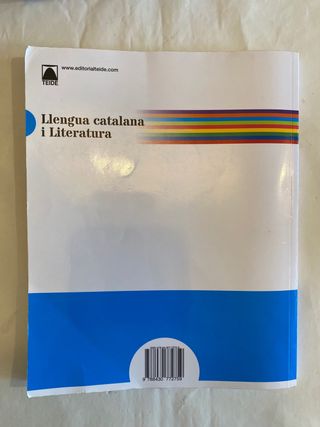 TEIDE
www.editorialteide.com
Llengua catalana
i Literatura